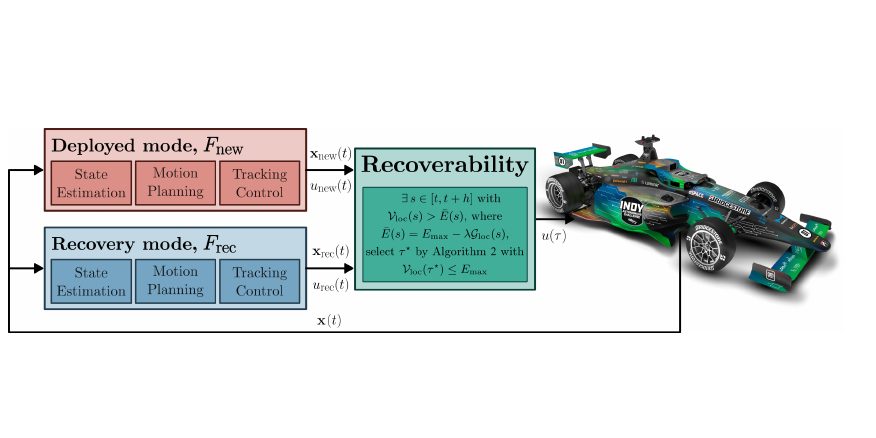 Deployed mode, F_new
State Estimation
Motion Planning
Tracking Control
x_new(t)
u_new(t)
Recovery mode, F_rec
State Estimation
Motion Planning
Tracking Control
x_rec(t)
u_rec(t)
Recoverability
∃ s ∈ [t, t + h] with
𝒱_loc(s) > Ē(s), where
Ē(s) = E_max − λ𝒢_loc(s),
select τ* by Algorithm 2 with
𝒱_loc(τ*) ≤ E_max
u(τ)
x(t)
INDY
BRIDGESTONE